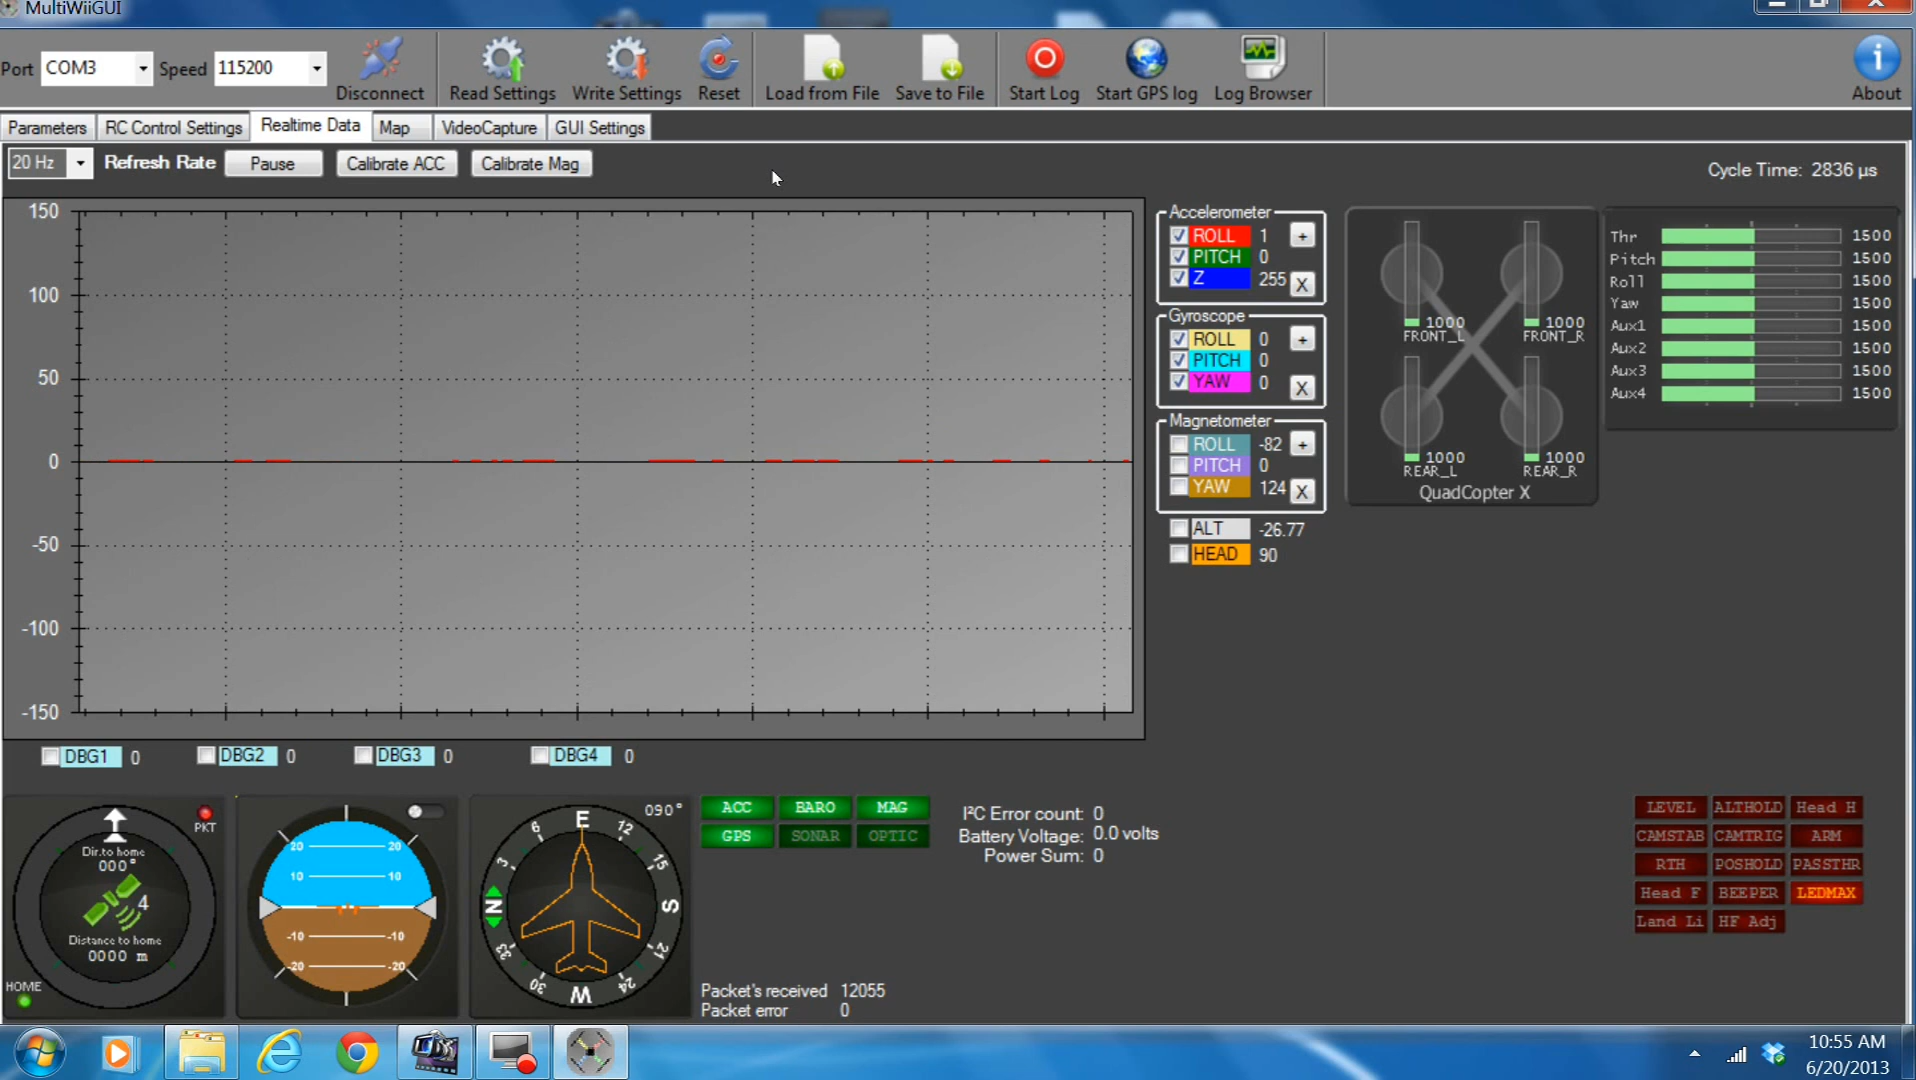 MultiWiiGUI
Port COM3 Speed 115200 Disconnect Read Settings Write Settings Reset Load from File Save to File Start Log Start GPS log Log Browser About
Parameters RC Control Settings Realtime Data Map VideoCapture GUI Settings
20 Hz Refresh Rate Pause Calibrate ACC Calibrate Mag
Cycle Time: 2836 µs
150
100
50
0
-50
-100
-150
Accelerometer
ROLL 1 +
PITCH 0
Z 255 X
Gyroscope
ROLL 0 +
PITCH 0
YAW 0 X
Magnetometer
ROLL -82 +
PITCH 0
YAW 124 X
ALT -26.77
HEAD 90
1000 1000
FRONT_L FRONT_R
1000 1000
REAR_L REAR_R
QuadCopter X
Thr 1500
Pitch 1500
Roll 1500
Yaw 1500
Aux1 1500
Aux2 1500
Aux3 1500
Aux4 1500
DBG1 0 DBG2 0 DBG3 0 DBG4 0
PKT
Dir.to home
000°
4
Distance to home
0000 m
HOME
20 20
10 10
-10 -10
-20 -20
090°
E 12 15 S 21 24 W 30 33 N 3 6
ACC BARO MAG
GPS SONAR OPTIC
I²C Error count: 0
Battery Voltage: 0.0 volts
Power Sum: 0
Packet's received 12055
Packet error 0
LEVEL ALTHOLD Head H
CAMSTAB CAMTRIG ARM
RTH POSHOLD PASSTHR
Head F BEEPER LEDMAX
Land Li HF Adj
10:55 AM
6/20/2013